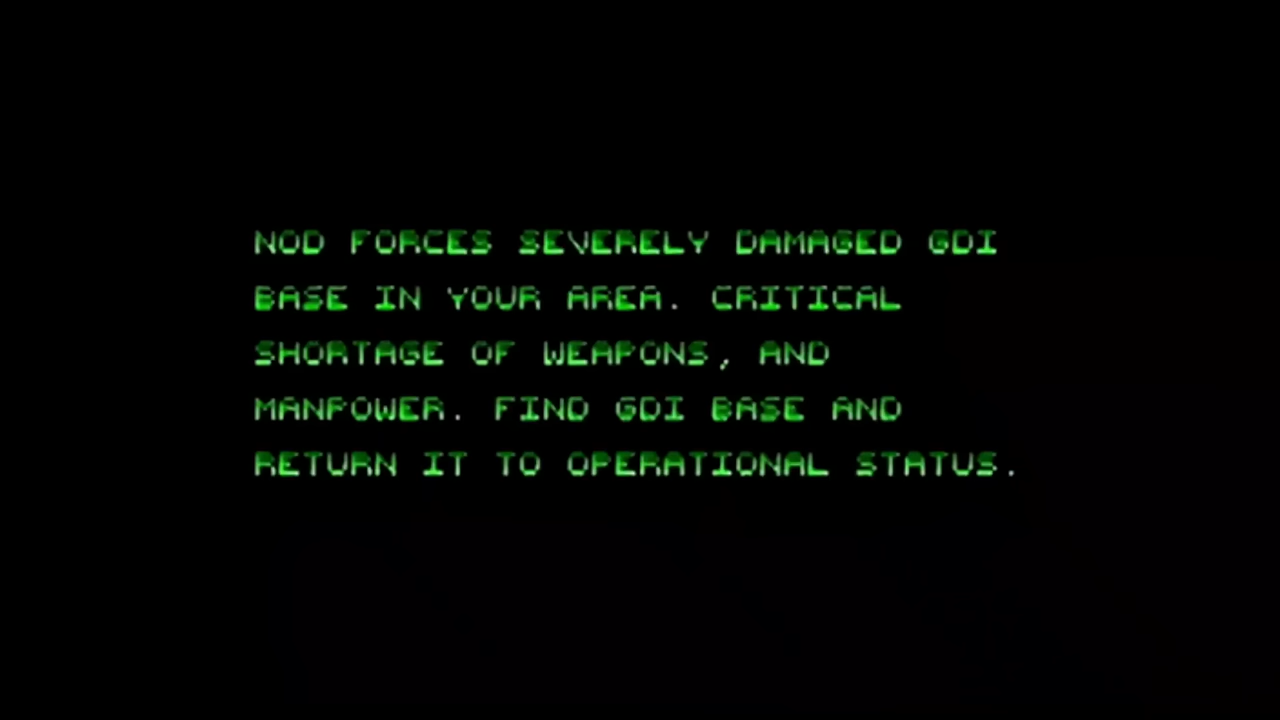 NOD FORCES SEVERELY DAMAGED GDI
BASE IN YOUR AREA. CRITICAL
SHORTAGE OF WEAPONS, AND
MANPOWER. FIND GDI BASE AND
RETURN IT TO OPERATIONAL STATUS.